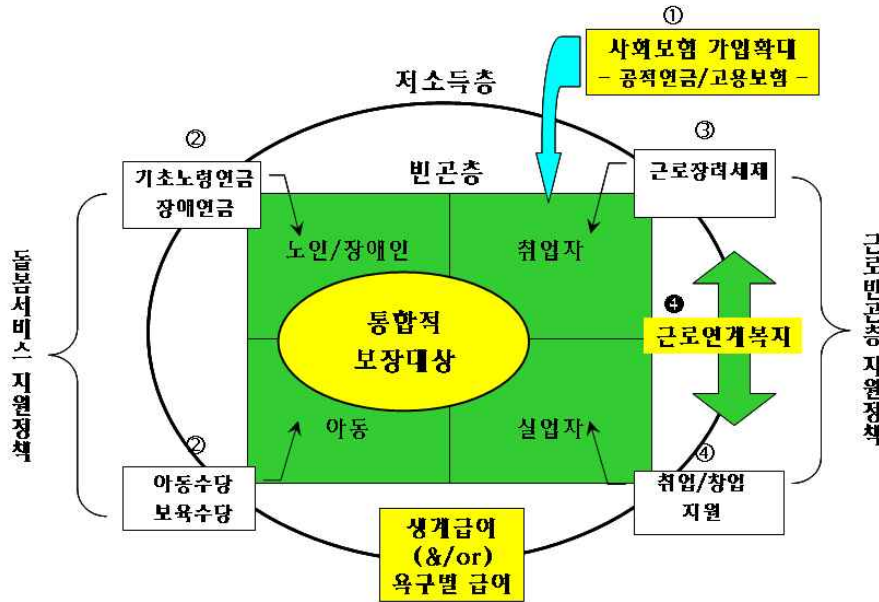 ①
사회보험 가입확대
- 공적연금/고용보험 -
저소득층
②
기초노령연금
장애연금
빈곤층
③
근로장려세제
노인/장애인
취업자
돌봄서비스 지원정책
통합적
보장대상
❹
근로연계복지
근로빈곤층 지원정책
아동
실업자
②
아동수당
보육수당
④
취업/창업
지원
생계급여
(&/or)
욕구별 급여